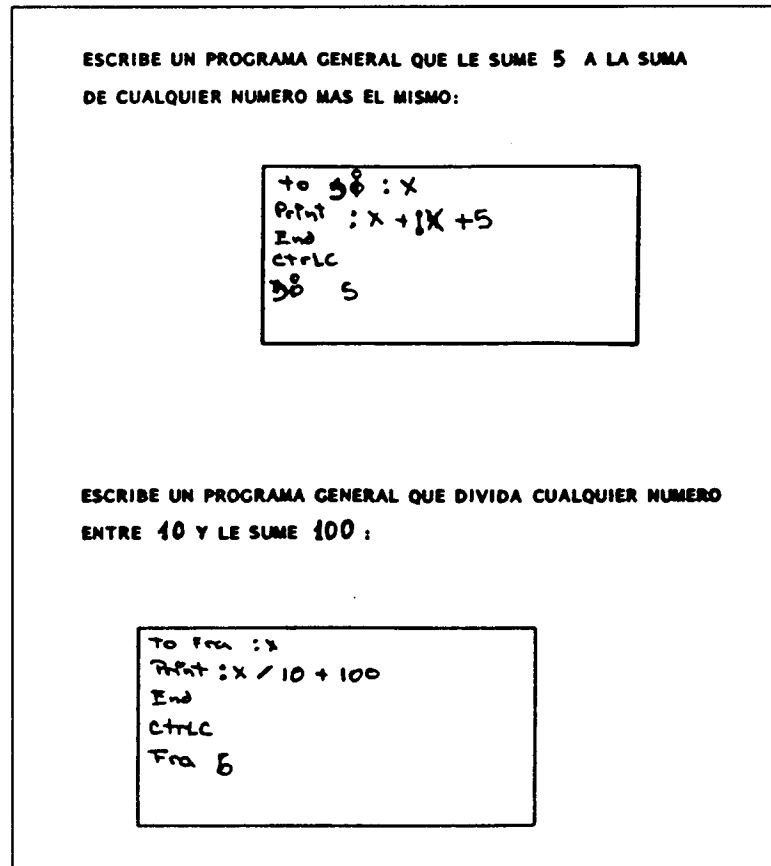 ESCRIBE UN PROGRAMA GENERAL QUE LE SUME 5 A LA SUMA
DE CUALQUIER NUMERO MAS EL MISMO:
to : X
Print : X + :X + 5
End
CtrLC
5
ESCRIBE UN PROGRAMA GENERAL QUE DIVIDA CUALQUIER NUMERO
ENTRE 10 Y LE SUME 100 :
To Fra :x
Print :x / 10 + 100
End
CtrLC
Fra 5